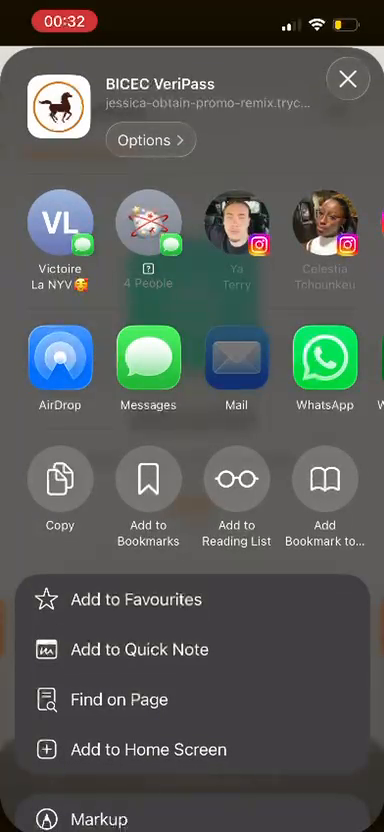 00:32
BICEC VeriPass
jessica-obtain-promo-remix.tryc...
Options
VL
Victoire
La NYV 🥰
4 People
Ya
Terry
Celestia
Tchounkeu
AirDrop
Messages
Mail
WhatsApp
W
Copy
Add to
Bookmarks
Add to
Reading List
Add
Bookmark to...
Add to Favourites
Add to Quick Note
Find on Page
Add to Home Screen
Markup